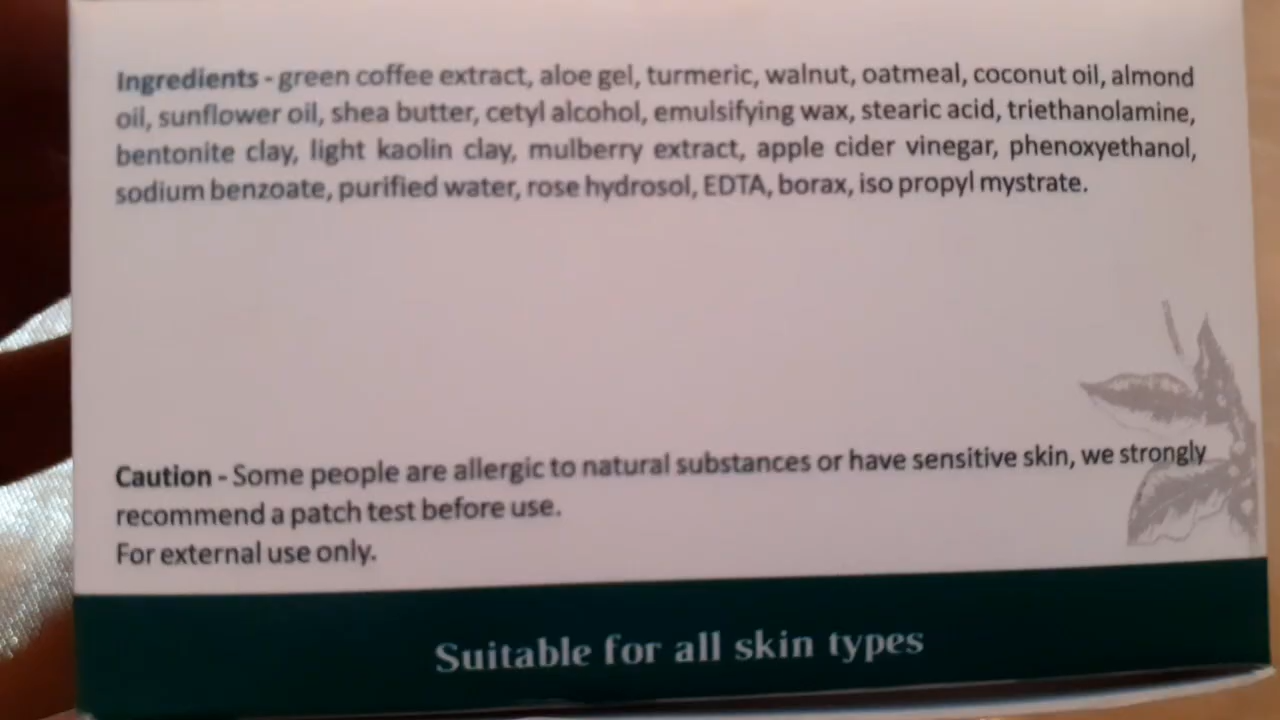 Ingredients - green coffee extract, aloe gel, turmeric, walnut, oatmeal, coconut oil, almond
oil, sunflower oil, shea butter, cetyl alcohol, emulsifying wax, stearic acid, triethanolamine,
bentonite clay, light kaolin clay, mulberry extract, apple cider vinegar, phenoxyethanol,
sodium benzoate, purified water, rose hydrosol, EDTA, borax, iso propyl mystrate.
Caution - Some people are allergic to natural substances or have sensitive skin, we strongly
recommend a patch test before use.
For external use only.
Suitable for all skin types